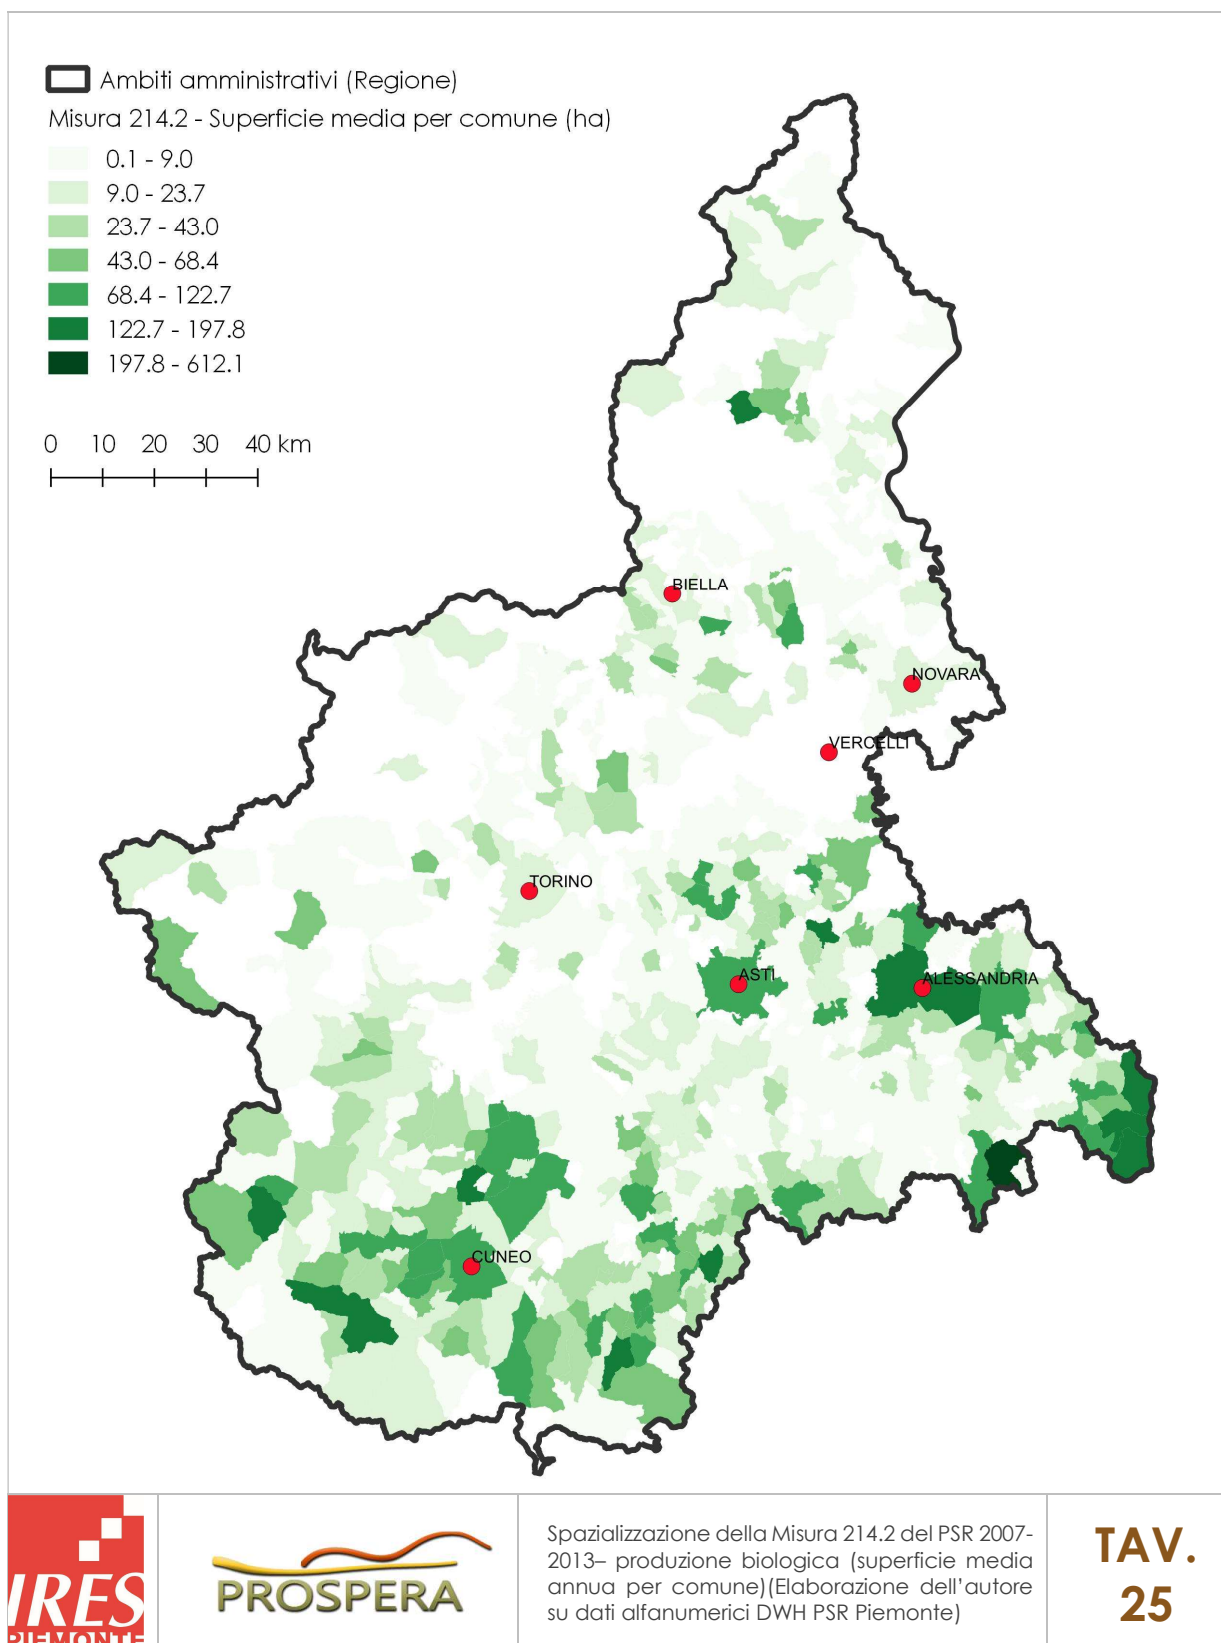 Ambiti amministrativi (Regione)
Misura 214.2 - Superficie media per comune (ha)
0.1 - 9.0
9.0 - 23.7
23.7 - 43.0
43.0 - 68.4
68.4 - 122.7
122.7 - 197.8
197.8 - 612.1
0 10 20 30 40 km
BIELLA
NOVARA
VERCELLI
TORINO
ASTI
ALESSANDRIA
CUNEO
IRES
PIEMONTE
PROSPERA
Spazializzazione della Misura 214.2 del PSR 2007-
2013– produzione biologica (superficie media
annua per comune)(Elaborazione dell'autore
su dati alfanumerici DWH PSR Piemonte)
TAV.
25